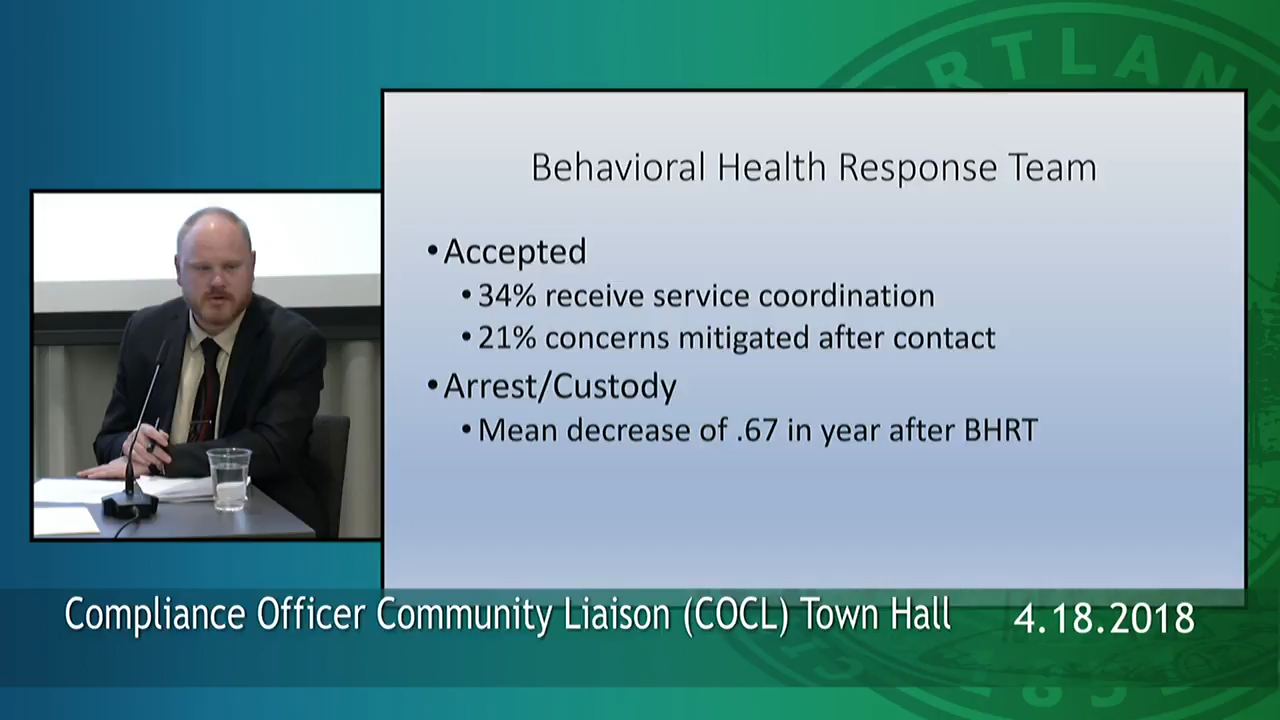 PORTLAND
Behavioral Health Response Team
•Accepted
•34% receive service coordination
•21% concerns mitigated after contact
•Arrest/Custody
•Mean decrease of .67 in year after BHRT
Compliance Officer Community Liaison (COCL) Town Hall
4.18.2018